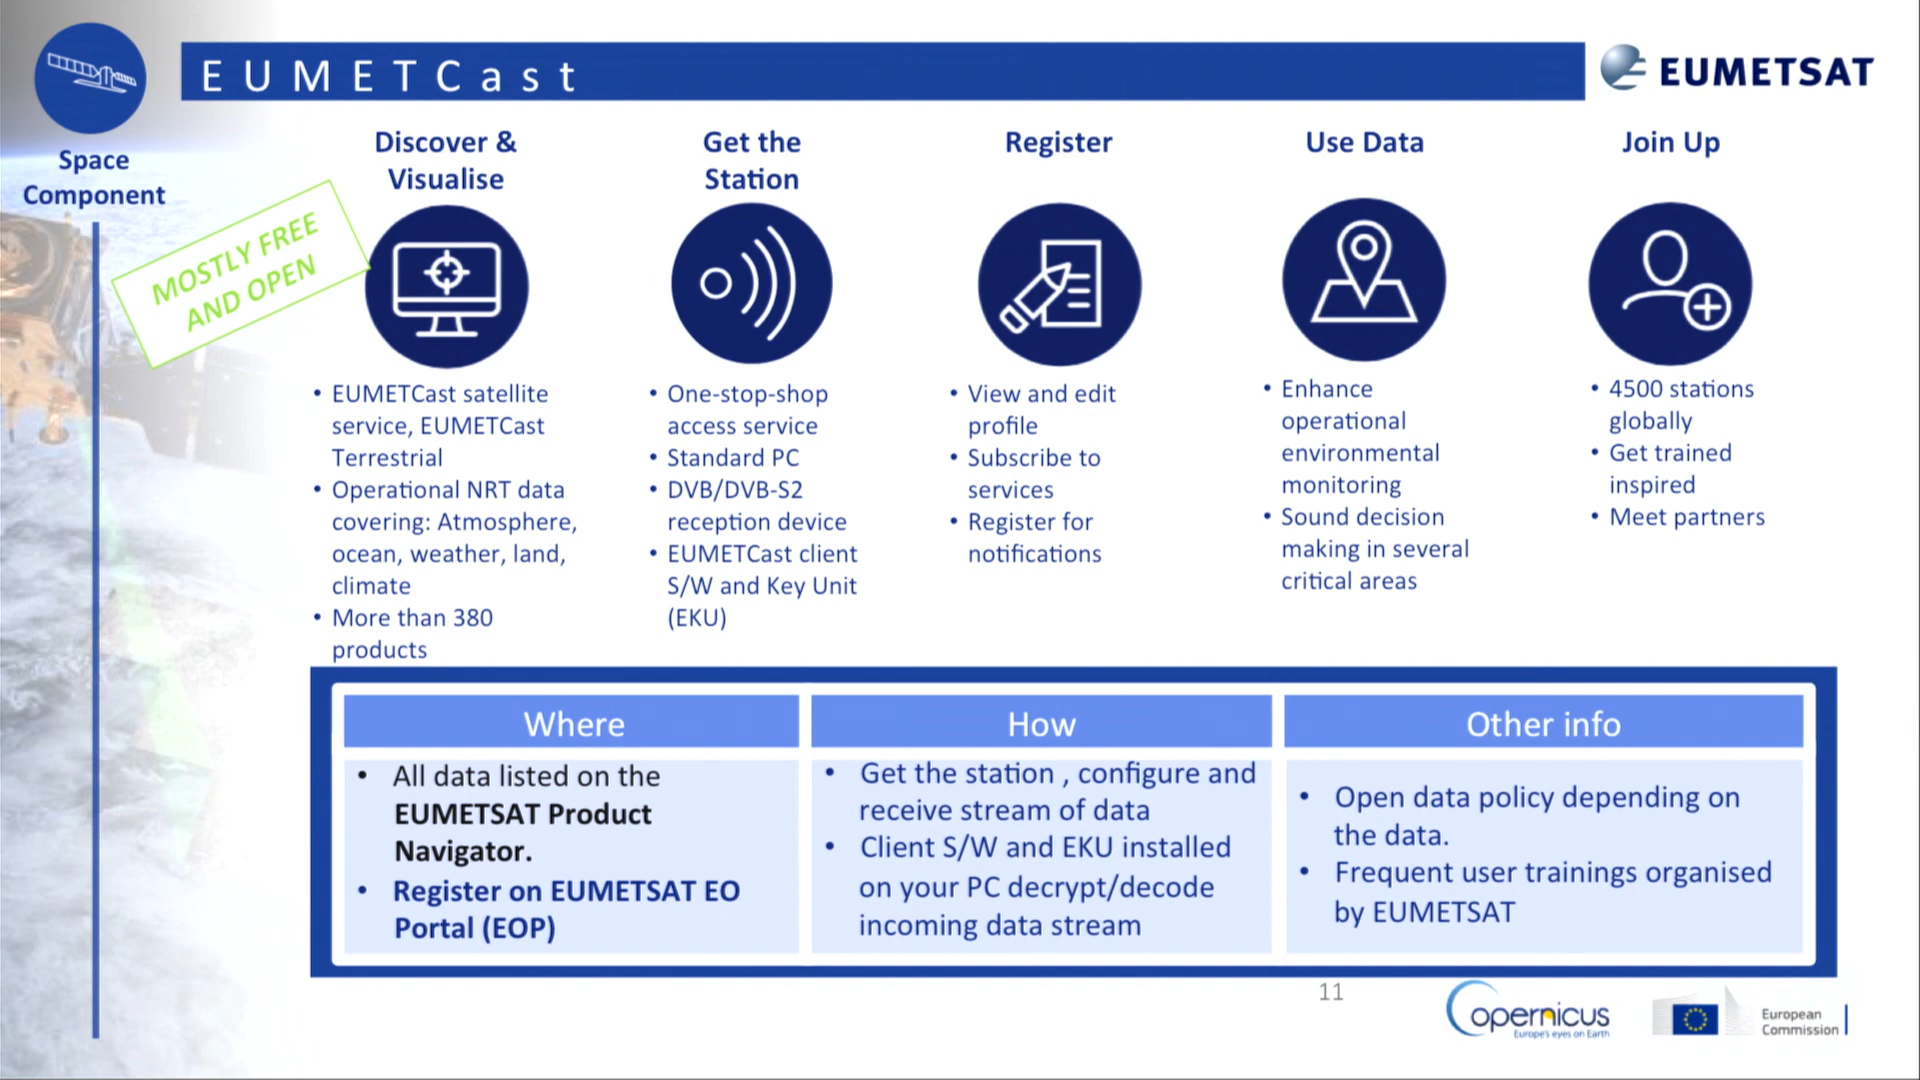 EUMETCast
EUMETSAT
Space
Component
MOSTLY FREE
AND OPEN
Discover &
Visualise
• EUMETCast satellite
service, EUMETCast
Terrestrial
• Operational NRT data
covering: Atmosphere,
ocean, weather, land,
climate
• More than 380
products
Get the
Station
• One-stop-shop
access service
• Standard PC
• DVB/DVB-S2
reception device
• EUMETCast client
S/W and Key Unit
(EKU)
Register
• View and edit
profile
• Subscribe to
services
• Register for
notifications
Use Data
• Enhance
operational
environmental
monitoring
• Sound decision
making in several
critical areas
Join Up
• 4500 stations
globally
• Get trained
inspired
• Meet partners
Where
• All data listed on the
EUMETSAT Product
Navigator.
• Register on EUMETSAT EO
Portal (EOP)
How
• Get the station , configure and
receive stream of data
• Client S/W and EKU installed
on your PC decrypt/decode
incoming data stream
Other info
• Open data policy depending on
the data.
• Frequent user trainings organised
by EUMETSAT
11
opernicus
Europe's eyes on Earth
European
Commission